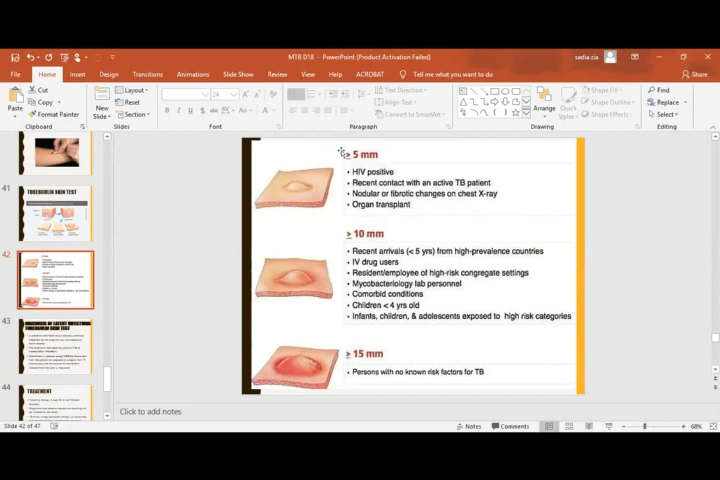 MTB D18 - PowerPoint (Product Activation Failed)
sadia zia
File Home Insert Design Transitions Animations Slide Show Review View Help ACROBAT Tell me what you want to do Share
Paste
Cut
Copy
Format Painter
Clipboard
New
Slide
Layout
Reset
Section
Slides
Font
Paragraph
Text Direction
Align Text
Convert to SmartArt
Arrange
Quick
Styles
Shape Fill
Shape Outline
Shape Effects
Drawing
Find
Replace
Select
Editing
41
TUBERCULIN SKIN TEST
42
43
TUBERCULIN SKIN TEST
44
TREATMENT
≥ 5 mm
• HIV positive
• Recent contact with an active TB patient
• Nodular or fibrotic changes on chest X-ray
• Organ transplant
≥ 10 mm
• Recent arrivals (< 5 yrs) from high-prevalence countries
• IV drug users
• Resident/employee of high-risk congregate settings
• Mycobacteriology lab personnel
• Comorbid conditions
• Children < 4 yrs old
• Infants, children, & adolescents exposed to high risk categories
≥ 15 mm
• Persons with no known risk factors for TB
Click to add notes
Slide 42 of 47
Notes
Comments
68%